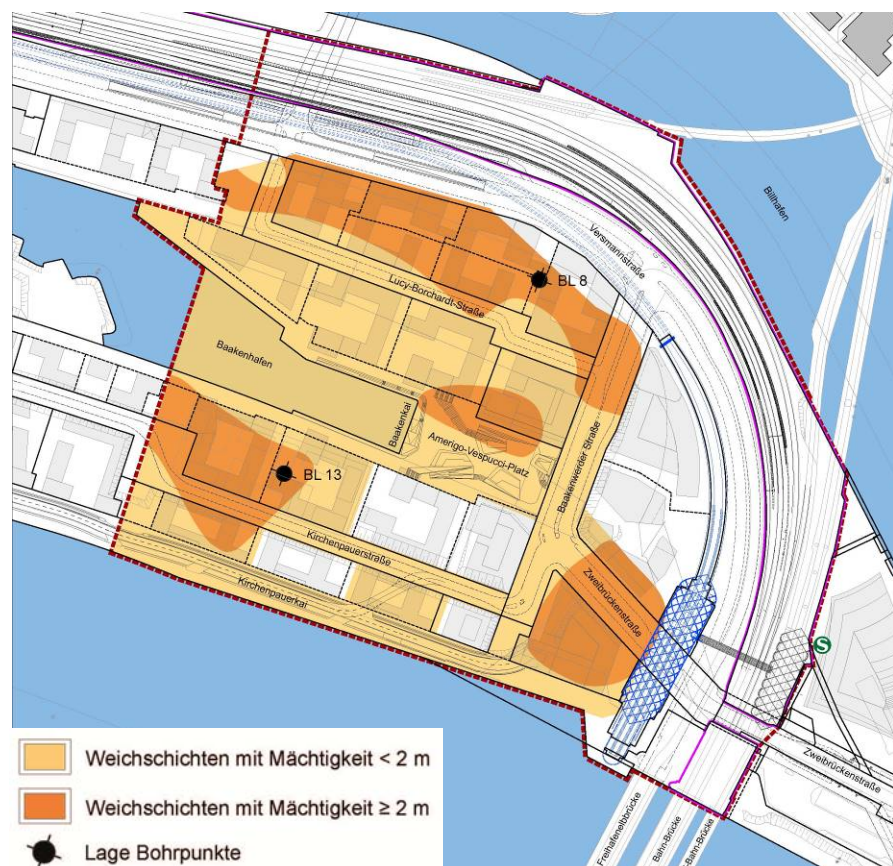 Billhafen
Versmannstraße
BL 8
Lucy-Borchardt-Straße
Baakenhafen
Baakenkai
Amerigo-Vespucci-Platz
Baakenwerder Straße
BL 13
Kirchenpauerstraße
Kirchenpauerkai
Zweibrückenstraße
S
Zweibrückenstraße
Freihafenelbbrücke
Bahn-Brücke
-Bahn-Brücke
Weichschichten mit Mächtigkeit < 2 m
Weichschichten mit Mächtigkeit ≥ 2 m
Lage Bohrpunkte